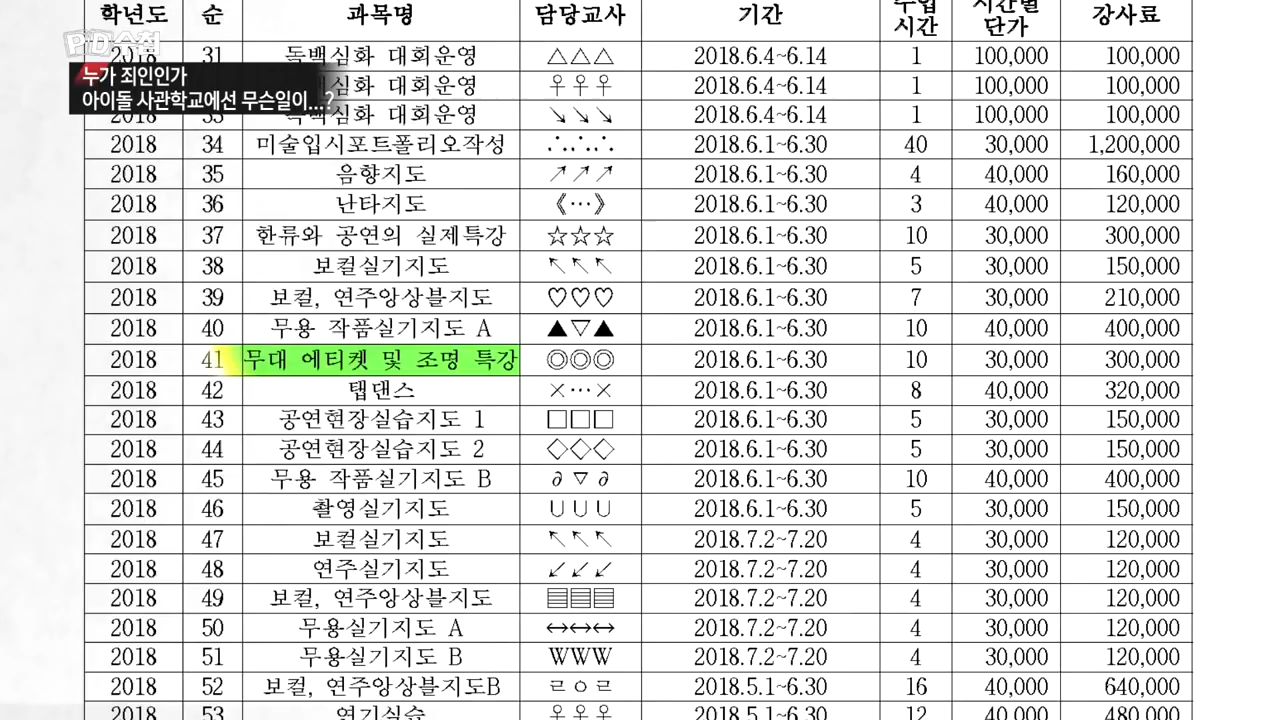 학년도 순 과목명 담당교사 기간 수업시간 시간별단가 강사료
PD수첩
누가 죄인인가
아이돌 사관학교에선 무슨일이...?
2018 31 독백심화 대회운영 △△△ 2018.6.4~6.14 1 100,000 100,000
심화 대회운영 ♀♀♀ 2018.6.4~6.14 1 100,000 100,000
2018 33 독백심화 대회운영 ↘↘↘ 2018.6.4~6.14 1 100,000 100,000
2018 34 미술입시포트폴리오작성 ∴∴∴ 2018.6.1~6.30 40 30,000 1,200,000
2018 35 음향지도 ↗↗↗ 2018.6.1~6.30 4 40,000 160,000
2018 36 난타지도 《…》 2018.6.1~6.30 3 40,000 120,000
2018 37 한류와 공연의 실제특강 ☆☆☆ 2018.6.1~6.30 10 30,000 300,000
2018 38 보컬실기지도 ↖↖↖ 2018.6.1~6.30 5 30,000 150,000
2018 39 보컬, 연주앙상블지도 ♡♡♡ 2018.6.1~6.30 7 30,000 210,000
2018 40 무용 작품실기지도 A ▲▽▲ 2018.6.1~6.30 10 40,000 400,000
2018 41 무대 에티켓 및 조명 특강 ◎◎◎ 2018.6.1~6.30 10 30,000 300,000
2018 42 탭댄스 ×…× 2018.6.1~6.30 8 40,000 320,000
2018 43 공연현장실습지도 1 □□□ 2018.6.1~6.30 5 30,000 150,000
2018 44 공연현장실습지도 2 ◇◇◇ 2018.6.1~6.30 5 30,000 150,000
2018 45 무용 작품실기지도 B ∂▽∂ 2018.6.1~6.30 10 40,000 400,000
2018 46 촬영실기지도 ∪∪∪ 2018.6.1~6.30 5 30,000 150,000
2018 47 보컬실기지도 ↖↖↖ 2018.7.2~7.20 4 30,000 120,000
2018 48 연주실기지도 ↙↙↙ 2018.7.2~7.20 4 30,000 120,000
2018 49 보컬, 연주앙상블지도 ▤▤▤ 2018.7.2~7.20 4 30,000 120,000
2018 50 무용실기지도 A ↔↔↔ 2018.7.2~7.20 4 30,000 120,000
2018 51 무용실기지도 B WWW 2018.7.2~7.20 4 30,000 120,000
2018 52 보컬, 연주앙상블지도B ㄹㅇㄹ 2018.5.1~6.30 16 40,000 640,000
2018 53 연기실습 ♀♀♀ 2018.5.1~6.30 12 40,000 480,000